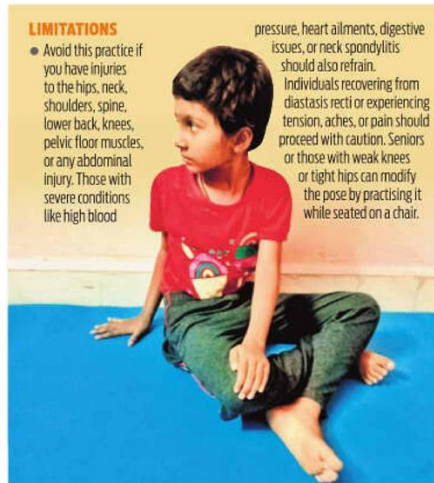 LIMITATIONS
● Avoid this practice if
you have injuries
to the hips, neck,
shoulders, spine,
lower back, knees,
pelvic floor muscles,
or any abdominal
injury. Those with
severe conditions
like high blood
pressure, heart ailments, digestive
issues, or neck spondylitis
should also refrain.
Individuals recovering from
diastasis recti or experiencing
tension, aches, or pain should
proceed with caution. Seniors
or those with weak knees
or tight hips can modify
the pose by practising it
while seated on a chair.